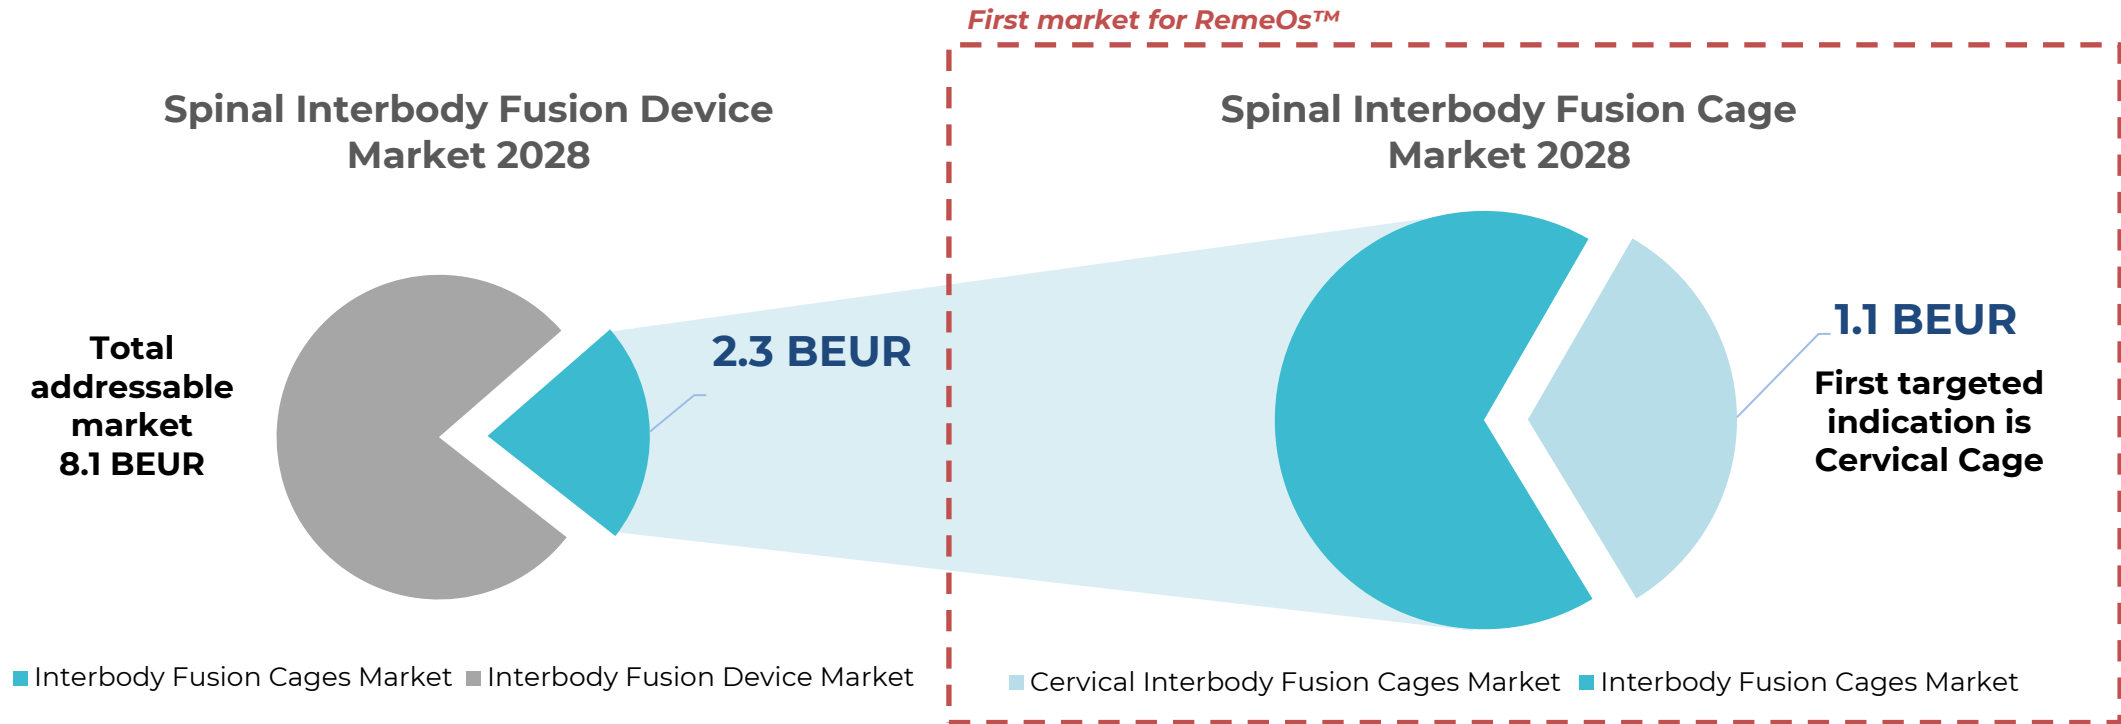 First market for RemeOs™
Spinal Interbody Fusion Device
Market 2028
Total
addressable
market
8.1 BEUR
2.3 BEUR
Interbody Fusion Cages Market
Interbody Fusion Device Market
Spinal Interbody Fusion Cage
Market 2028
1.1 BEUR
First targeted
indication is
Cervical Cage
Cervical Interbody Fusion Cages Market
Interbody Fusion Cages Market